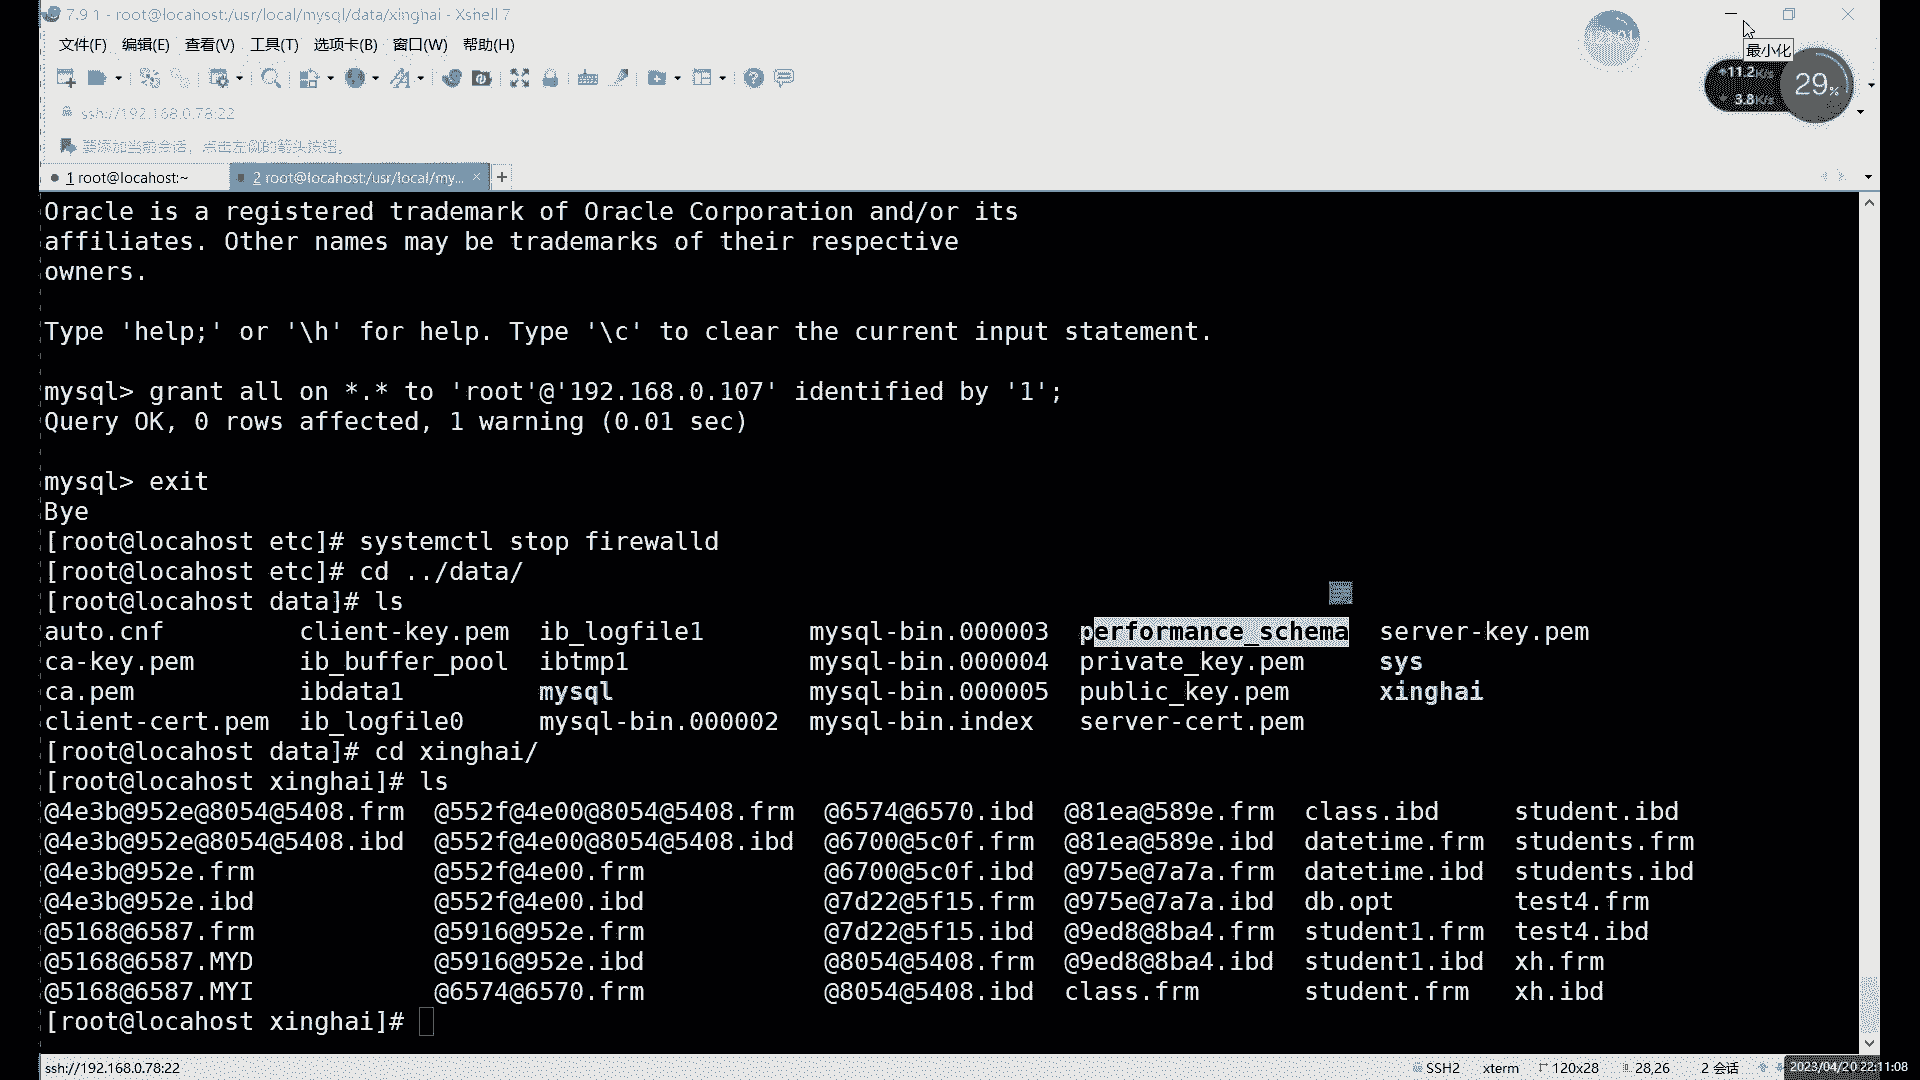 7.9 1 - root@locahost:/usr/local/mysql/data/xinghai - Xshell 7
文件(F) 编辑(E) 查看(V) 工具(T) 选项卡(B) 窗口(W) 帮助(H)
最小化
11.2K/s
29%
3.8K/s
ssh://192.168.0.78:22
要添加当前会话，点击左侧的箭头按钮。
1 root@locahost:~ 2 root@locahost:/usr/local/my... × +
Oracle is a registered trademark of Oracle Corporation and/or its
affiliates. Other names may be trademarks of their respective
owners.
Type 'help;' or '\h' for help. Type '\c' to clear the current input statement.
mysql> grant all on *.* to 'root'@'192.168.0.107' identified by '1';
Query OK, 0 rows affected, 1 warning (0.01 sec)
mysql> exit
Bye
[root@locahost etc]# systemctl stop firewalld
[root@locahost etc]# cd ../data/
[root@locahost data]# ls
auto.cnf client-key.pem ib_logfile1 mysql-bin.000003 performance_schema server-key.pem
ca-key.pem ib_buffer_pool ibtmp1 mysql-bin.000004 private_key.pem sys
ca.pem ibdata1 mysql mysql-bin.000005 public_key.pem xinghai
client-cert.pem ib_logfile0 mysql-bin.000002 mysql-bin.index server-cert.pem
[root@locahost data]# cd xinghai/
[root@locahost xinghai]# ls
@4e3b@952e@8054@5408.frm @552f@4e00@8054@5408.frm @6574@6570.ibd @81ea@589e.frm class.ibd student.ibd
@4e3b@952e@8054@5408.ibd @552f@4e00@8054@5408.ibd @6700@5c0f.frm @81ea@589e.ibd datetime.frm students.frm
@4e3b@952e.frm @552f@4e00.frm @6700@5c0f.ibd @975e@7a7a.frm datetime.ibd students.ibd
@4e3b@952e.ibd @552f@4e00.ibd @7d22@5f15.frm @975e@7a7a.ibd db.opt test4.frm
@5168@6587.frm @5916@952e.frm @7d22@5f15.ibd @9ed8@8ba4.frm student1.frm test4.ibd
@5168@6587.MYD @5916@952e.ibd @8054@5408.frm @9ed8@8ba4.ibd student1.ibd xh.frm
@5168@6587.MYI @6574@6570.frm @8054@5408.ibd class.frm student.frm xh.ibd
[root@locahost xinghai]#
ssh://192.168.0.78:22 SSH2 xterm 120x28 28,26 2 会话 2023/04/20 22:11:08